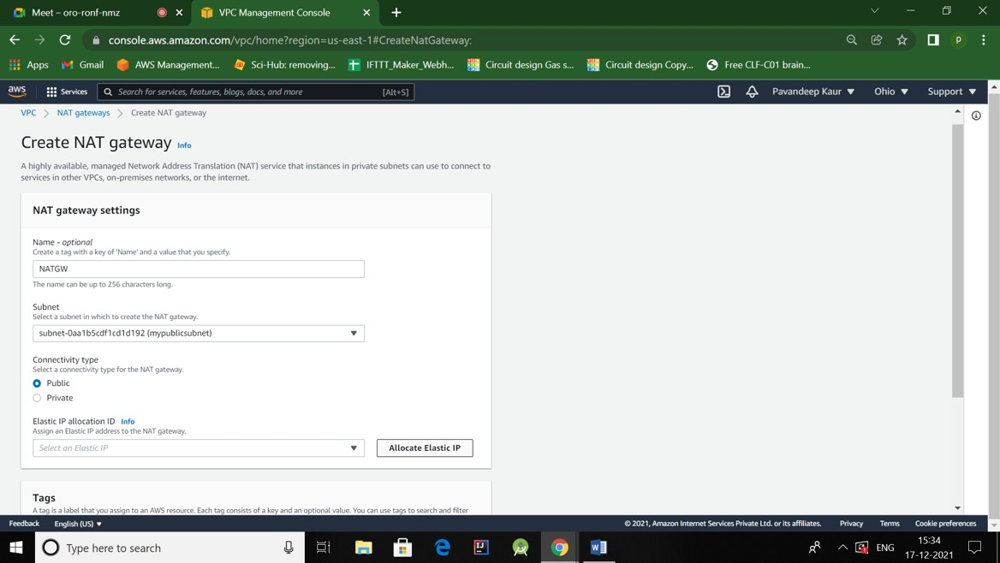 Meet – oro-ronf-nmz
VPC Management Console
console.aws.amazon.com/vpc/home?region=us-east-1#CreateNatGateway:
p
Apps
Gmail
AWS Management...
Sci-Hub: removing...
IFTTT_Maker_Webh...
Circuit design Gas s...
Circuit design Copy...
Free CLF-C01 brain...
aws
Services
Search for services, features, blogs, docs, and more
[Alt+S]
Pavandeep Kaur
Ohio
Support
VPC
NAT gateways
Create NAT gateway
Create NAT gateway Info
A highly available, managed Network Address Translation (NAT) service that instances in private subnets can use to connect to
services in other VPCs, on-premises networks, or the internet.
NAT gateway settings
Name - optional
Create a tag with a key of 'Name' and a value that you specify.
NATGW
The name can be up to 256 characters long.
Subnet
Select a subnet in which to create the NAT gateway.
subnet-0aa1b5cdf1cd1d192 (mypublicsubnet)
Connectivity type
Select a connectivity type for the NAT gateway.
Public
Private
Elastic IP allocation ID Info
Assign an Elastic IP address to the NAT gateway.
Select an Elastic IP
Allocate Elastic IP
Tags
A tag is a label that you assign to an AWS resource. Each tag consists of a key and an optional value. You can use tags to search and filter
Feedback
English (US)
© 2021, Amazon Internet Services Private Ltd. or its affiliates.
Privacy
Terms
Cookie preferences
Type here to search
ENG
15:34
17-12-2021